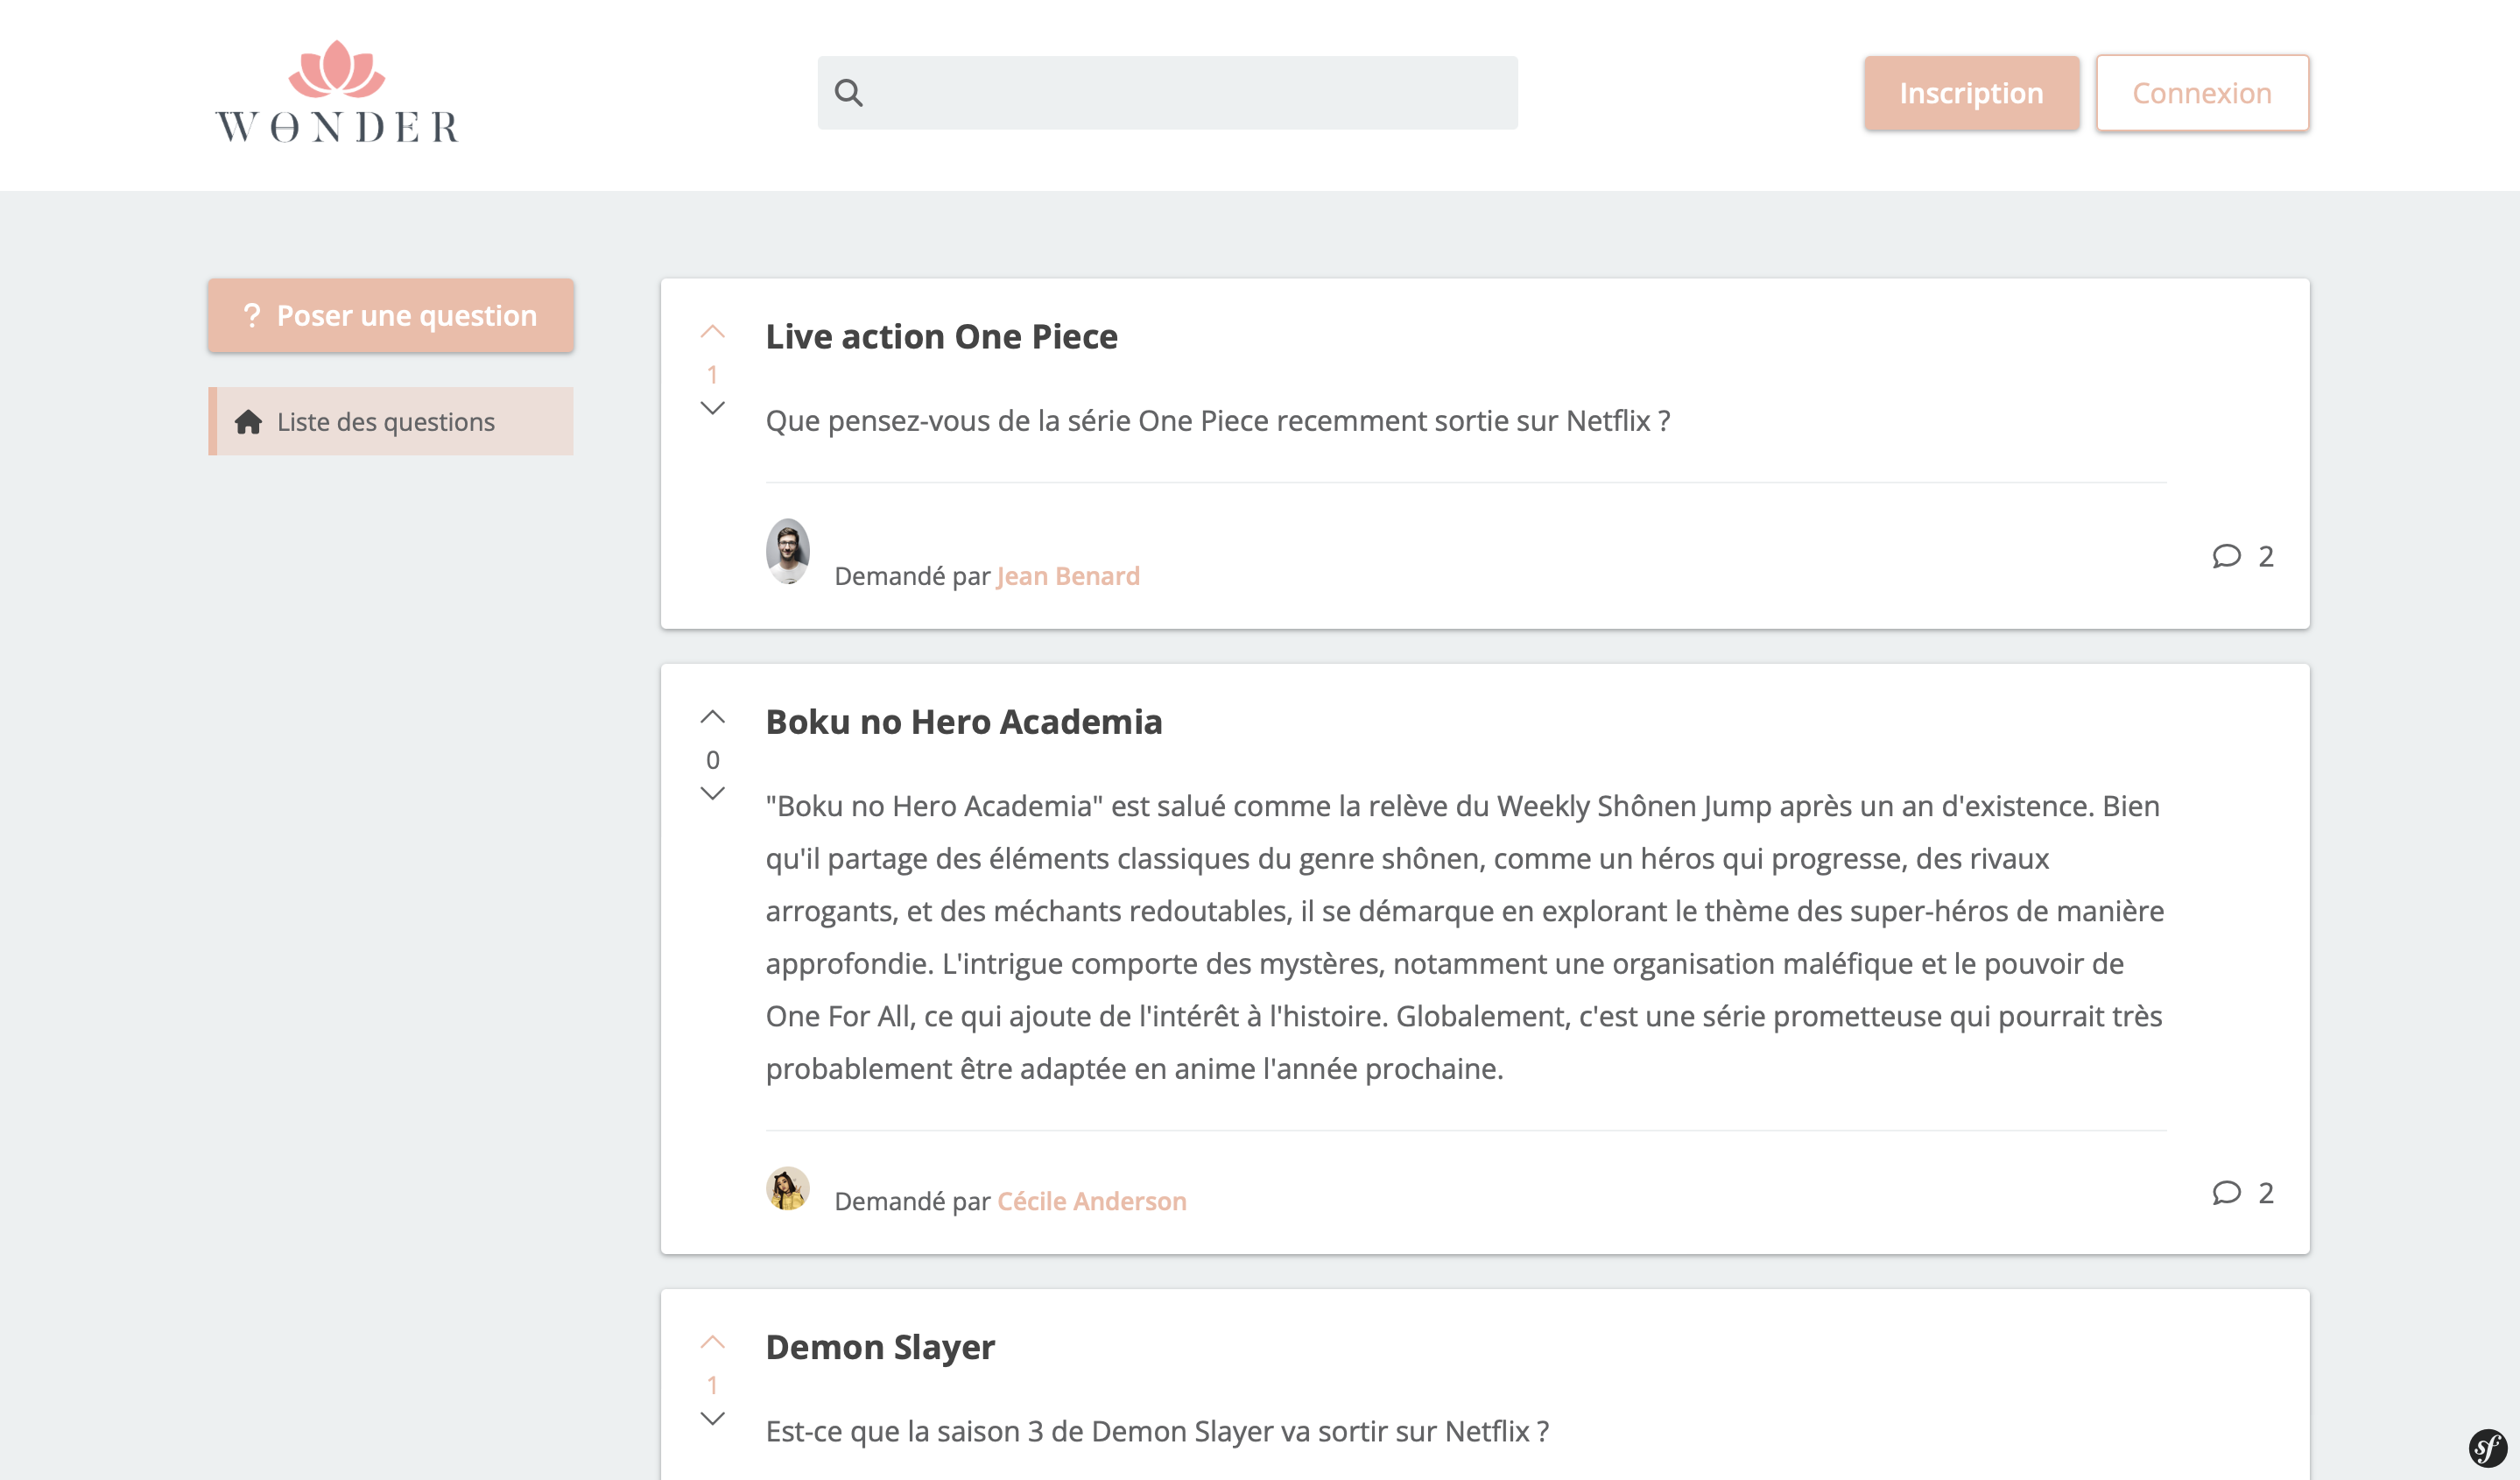 WONDER
Inscription
Connexion
? Poser une question
Liste des questions
Live action One Piece
1
Que pensez-vous de la série One Piece recemment sortie sur Netflix ?
Demandé par Jean Benard
2
Boku no Hero Academia
0
"Boku no Hero Academia" est salué comme la relève du Weekly Shônen Jump après un an d'existence. Bien
qu'il partage des éléments classiques du genre shônen, comme un héros qui progresse, des rivaux
arrogants, et des méchants redoutables, il se démarque en explorant le thème des super-héros de manière
approfondie. L'intrigue comporte des mystères, notamment une organisation maléfique et le pouvoir de
One For All, ce qui ajoute de l'intérêt à l'histoire. Globalement, c'est une série prometteuse qui pourrait très
probablement être adaptée en anime l'année prochaine.
Demandé par Cécile Anderson
2
Demon Slayer
1
Est-ce que la saison 3 de Demon Slayer va sortir sur Netflix ?
sf